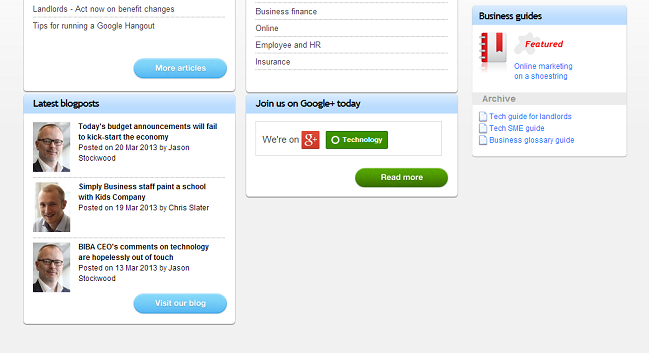 Landlords - Act now on benefit changes
Tips for running a Google Hangout
More articles
Business finance
Online
Employee and HR
Insurance
Business guides
Featured
Online marketing
on a shoestring
Archive
Tech guide for landlords
Tech SME guide
Business glossary guide
Latest blogposts
Today's budget announcements will fail
to kick-start the economy
Posted on 20 Mar 2013 by Jason
Stockwood
Simply Business staff paint a school
with Kids Company
Posted on 19 Mar 2013 by Chris Slater
BIBA CEO's comments on technology
are hopelessly out of touch
Posted on 13 Mar 2013 by Jason
Stockwood
Visit our blog
Join us on Google+ today
We're on g+ Technology
Read more